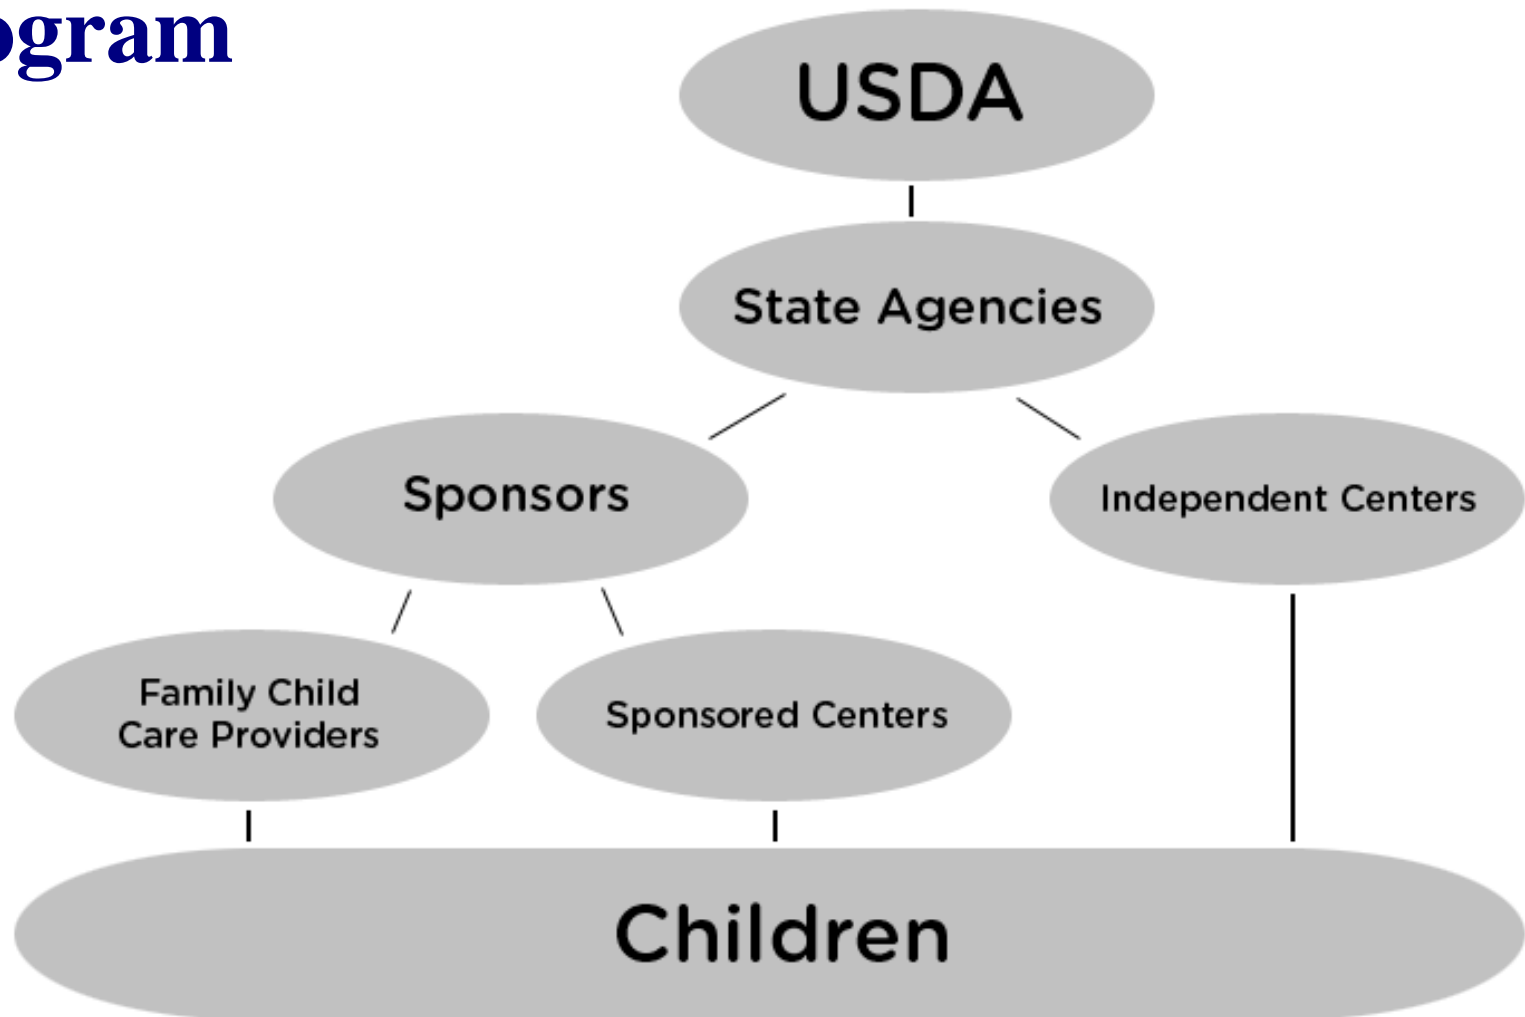 ogram
USDA
State Agencies
Sponsors
Independent Centers
Family Child
Care Providers
Sponsored Centers
Children